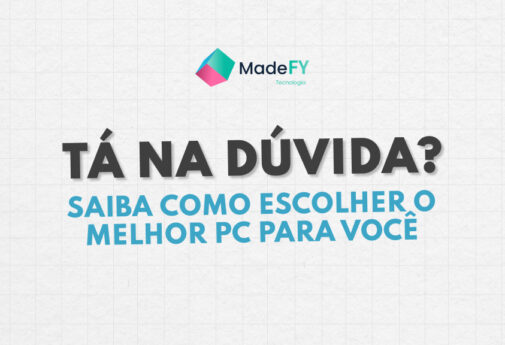 MadeFY
Tecnologia
TÁ NA DÚVIDA?
SAIBA COMO ESCOLHER O
MELHOR PC PARA VOCÊ